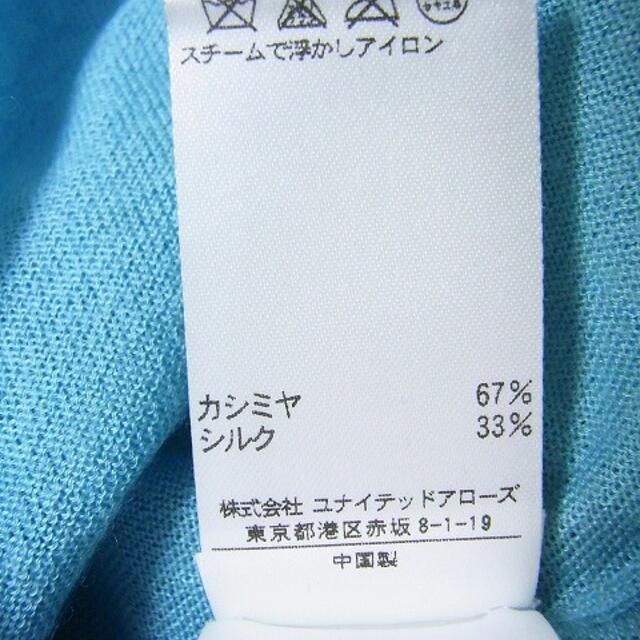 スチームで浮かしアイロン
カシミヤ 67%
シルク 33%
株式会社 ユナイテッドアローズ
東京都港区赤坂8-1-19
中国製